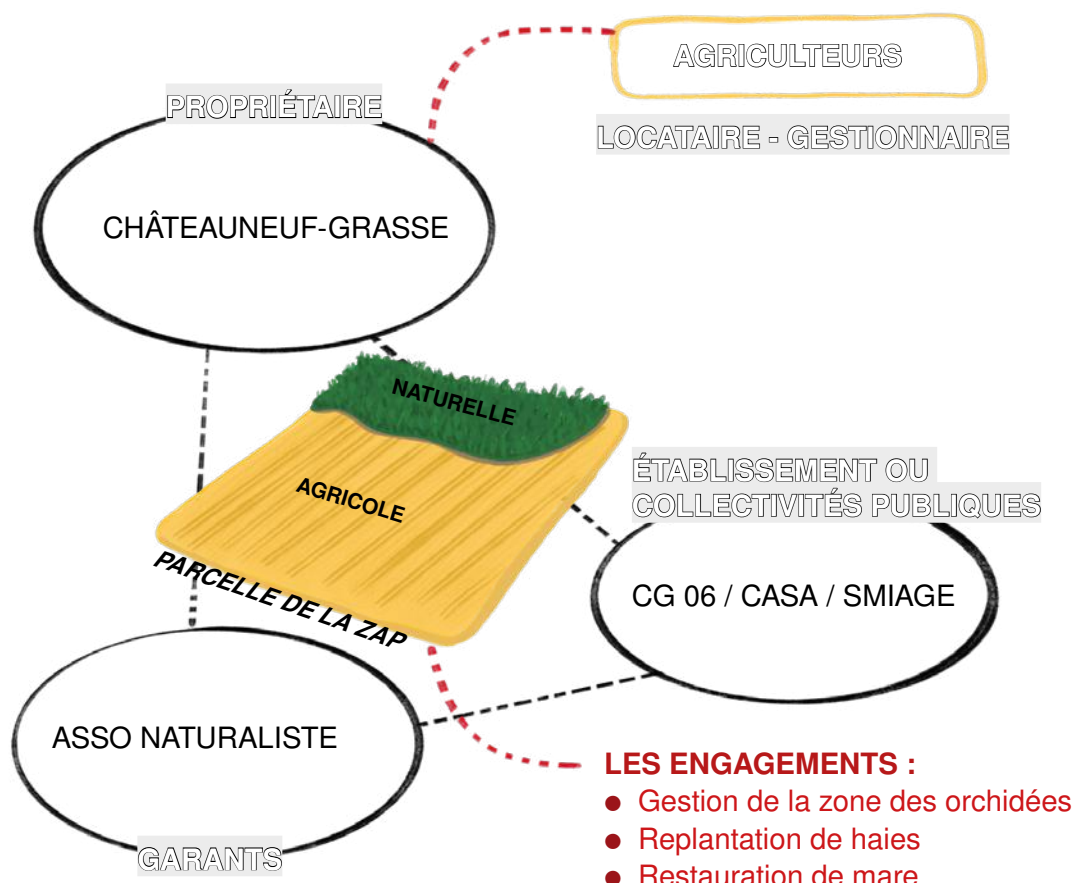 AGRICULTEURS
PROPRIÉTAIRE
LOCATAIRE - GESTIONNAIRE
CHÂTEAUNEUF-GRASSE
NATURELLE
AGRICOLE
PARCELLE DE LA ZAP
ÉTABLISSEMENT OU
COLLECTIVITÉS PUBLIQUES
CG 06 / CASA / SMIAGE
ASSO NATURALISTE
GARANTS
LES ENGAGEMENTS :
● Gestion de la zone des orchidées
● Replantation de haies
● Restauration de mare